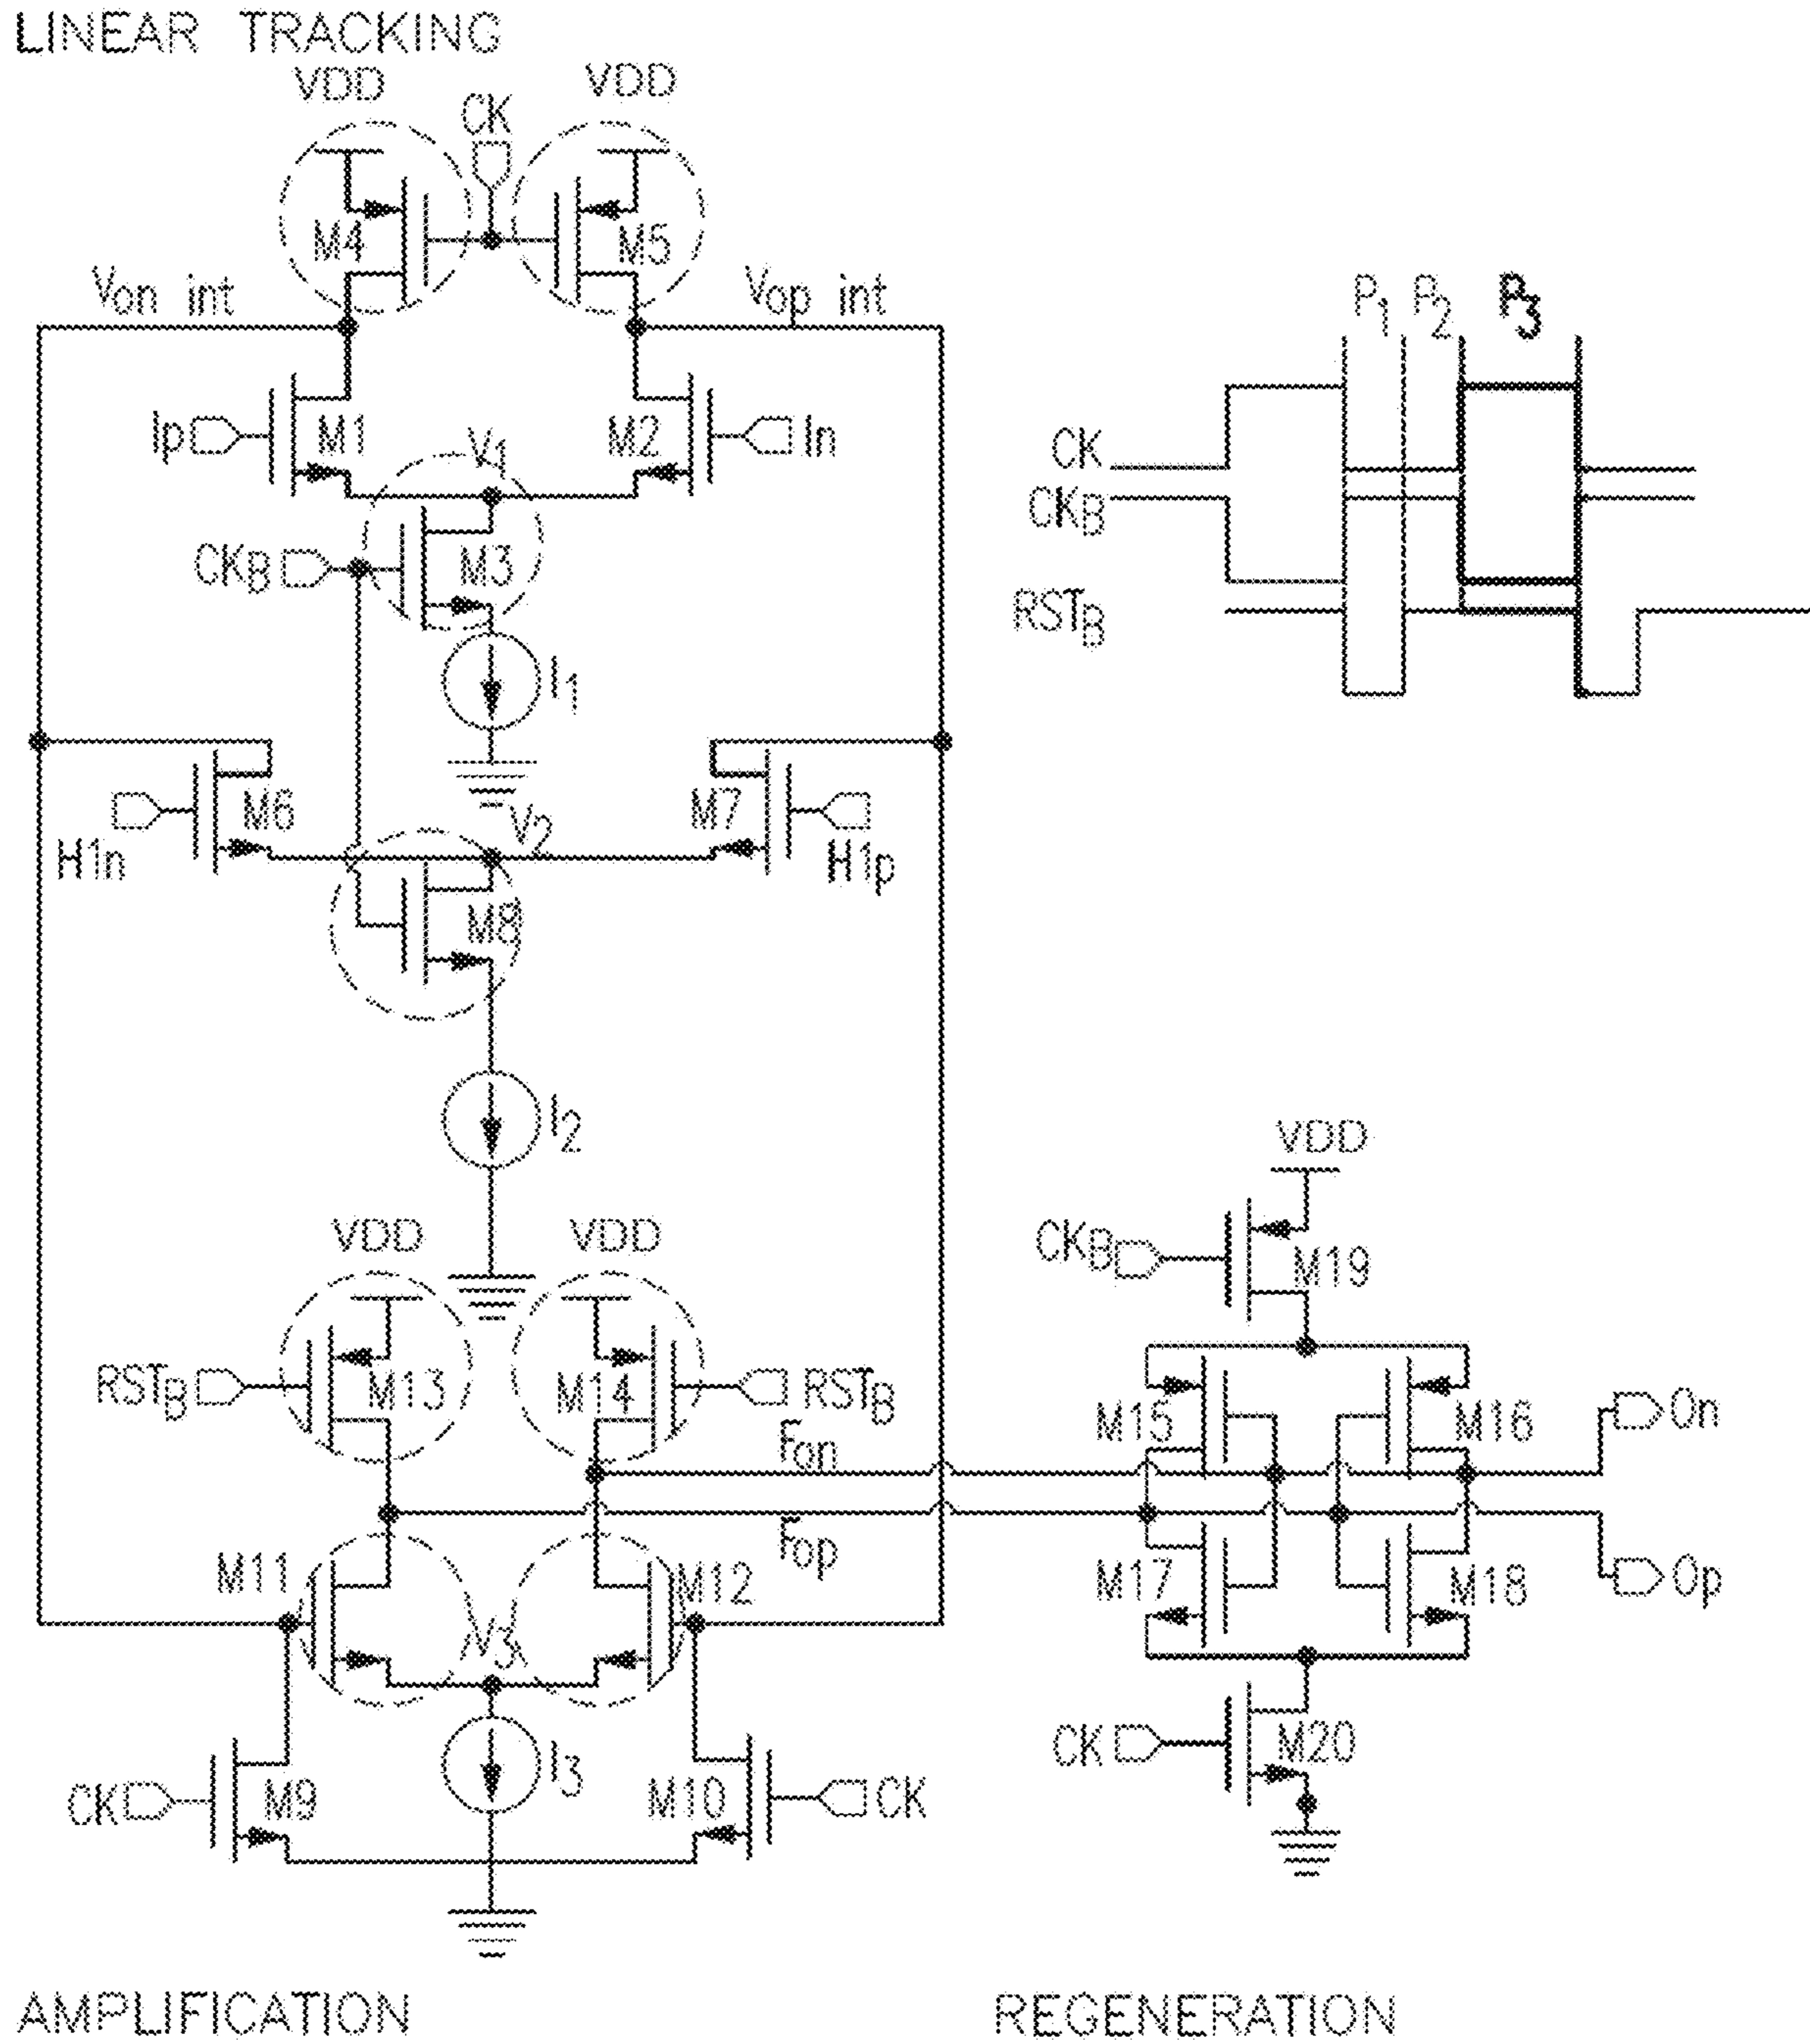 LINEAR TRACKING
VDD VDD
CK
M4 M5
Von int Vop int
P1 P2 P3
Ip M1 V1 M2 In
CK
CKB
CKB M3
RSTB
I1
M6 M7
H1n V2 H1p
M8
I2
VDD
VDD VDD
CKB M19
RSTB M13 M14 RSTB
M15 M16 On
Fon
Fop
M11 M12
M17 M18 Op
V3
I3
CK M9 M10 CK
CK M20
AMPLIFICATION REGENERATION